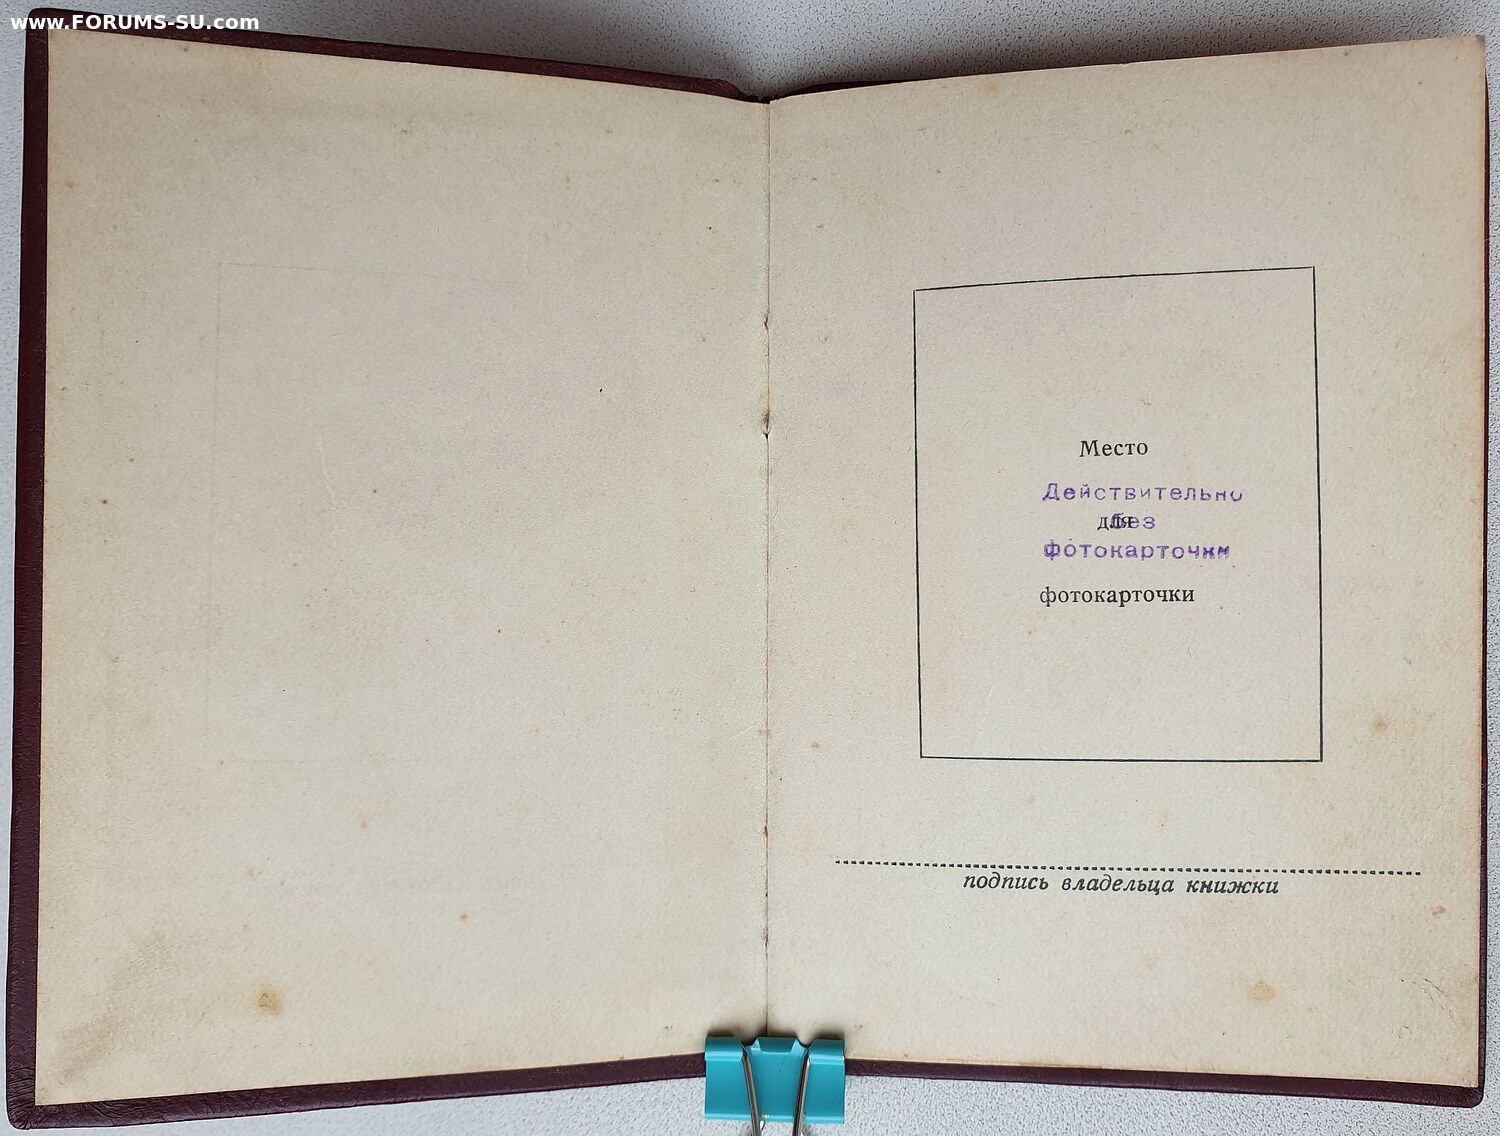 www.FORUMS-SU.com
Место
Действительно
для
без
фотокарточки
фотокарточки
подпись владельца книжки